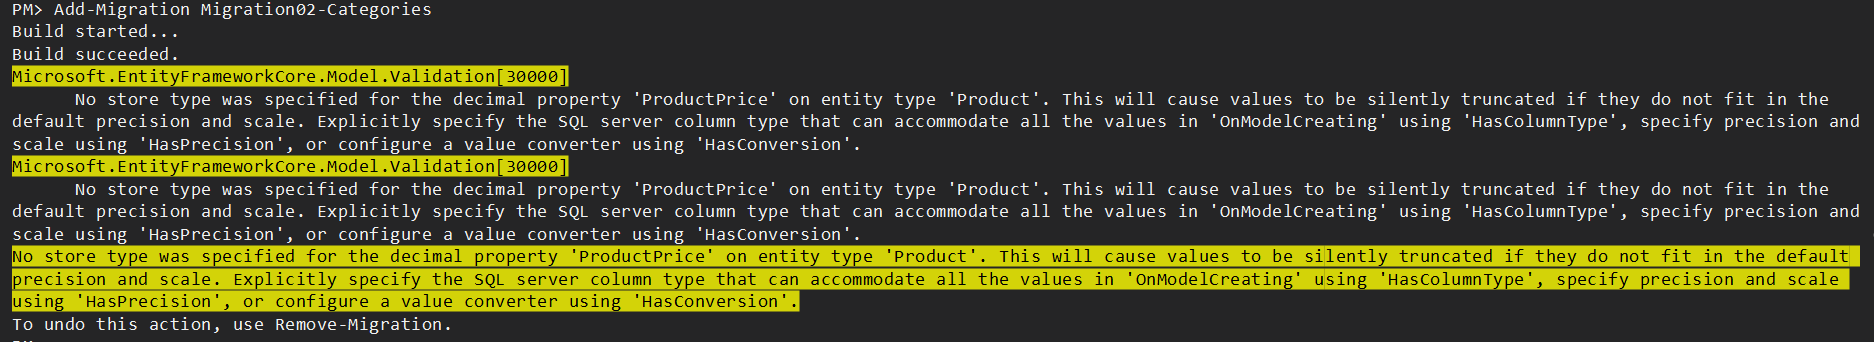 PM> Add-Migration Migration02-Categories
Build started...
Build succeeded.
Microsoft.EntityFrameworkCore.Model.Validation[30000]
No store type was specified for the decimal property 'ProductPrice' on entity type 'Product'. This will cause values to be silently truncated if they do not fit in the
default precision and scale. Explicitly specify the SQL server column type that can accommodate all the values in 'OnModelCreating' using 'HasColumnType', specify precision and
scale using 'HasPrecision', or configure a value converter using 'HasConversion'.
Microsoft.EntityFrameworkCore.Model.Validation[30000]
No store type was specified for the decimal property 'ProductPrice' on entity type 'Product'. This will cause values to be silently truncated if they do not fit in the
default precision and scale. Explicitly specify the SQL server column type that can accommodate all the values in 'OnModelCreating' using 'HasColumnType', specify precision and
scale using 'HasPrecision', or configure a value converter using 'HasConversion'.
No store type was specified for the decimal property 'ProductPrice' on entity type 'Product'. This will cause values to be silently truncated if they do not fit in the default
precision and scale. Explicitly specify the SQL server column type that can accommodate all the values in 'OnModelCreating' using 'HasColumnType', specify precision and scale
using 'HasPrecision', or configure a value converter using 'HasConversion'.
To undo this action, use Remove-Migration.